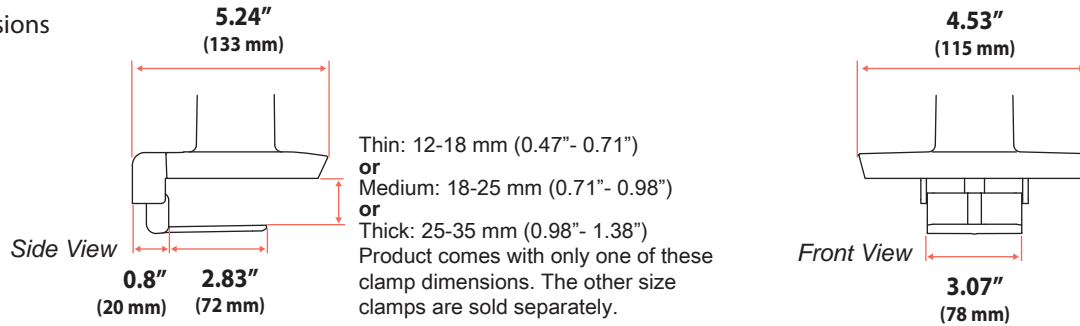 sions
5.24”
(133 mm)
4.53”
(115 mm)
Thin: 12-18 mm (0.47”- 0.71”)
or
Medium: 18-25 mm (0.71”- 0.98”)
or
Thick: 25-35 mm (0.98”- 1.38”)
Product comes with only one of these
clamp dimensions. The other size
clamps are sold separately.
Side View
0.8”
(20 mm)
2.83”
(72 mm)
Front View
3.07”
(78 mm)